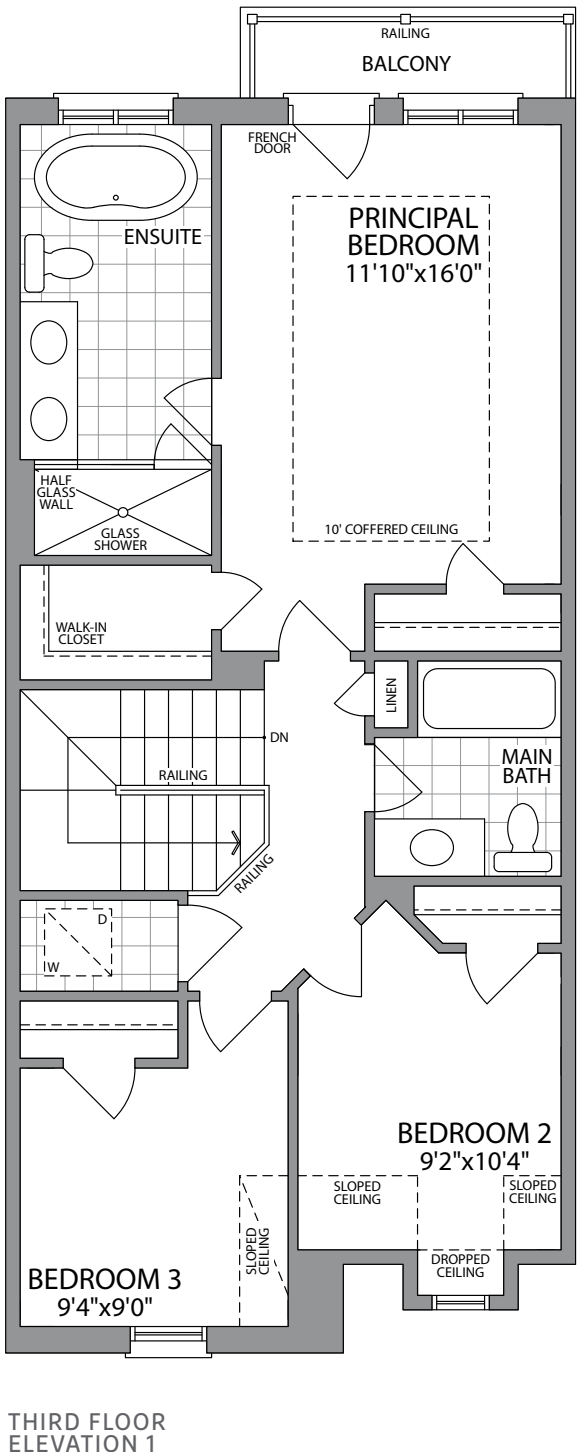 RAILING
BALCONY
FRENCH
DOOR
ENSUITE
PRINCIPAL
BEDROOM
11'10"x16'0"
HALF
GLASS
WALL
GLASS
SHOWER
10' COFFERED CEILING
WALK-IN
CLOSET
LINEN
DN
RAILING
MAIN
BATH
RAILING
D
W
BEDROOM 2
9'2"x10'4"
SLOPED
CEILING
SLOPED
CEILING
SLOPED
CEILING
DROPPED
CEILING
BEDROOM 3
9'4"x9'0"
THIRD FLOOR
ELEVATION 1